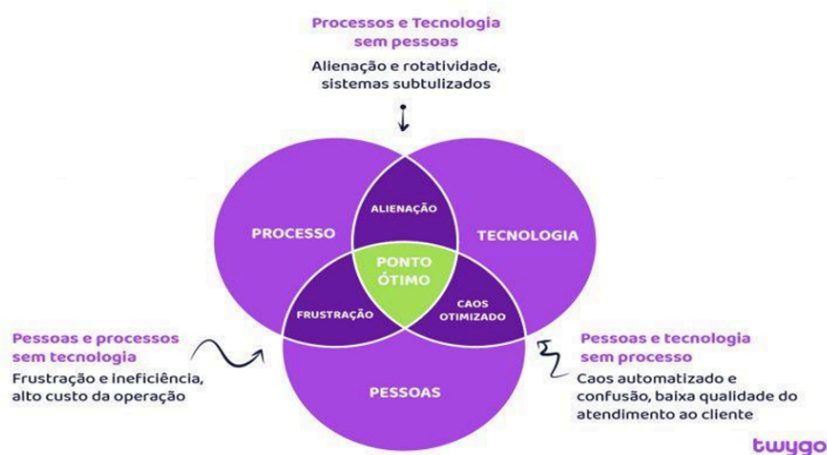 Processos e Tecnologia
sem pessoas
Alienação e rotatividade,
sistemas subtulizados
ALIENAÇÃO
PROCESSO
TECNOLOGIA
PONTO
ÓTIMO
FRUSTRAÇÃO
CAOS
OTIMIZADO
Pessoas e processos
sem tecnologia
Frustração e ineficiência,
alto custo da operação
Pessoas e tecnologia
sem processo
Caos automatizado e
confusão, baixa qualidade do
atendimento ao cliente
PESSOAS
twygo